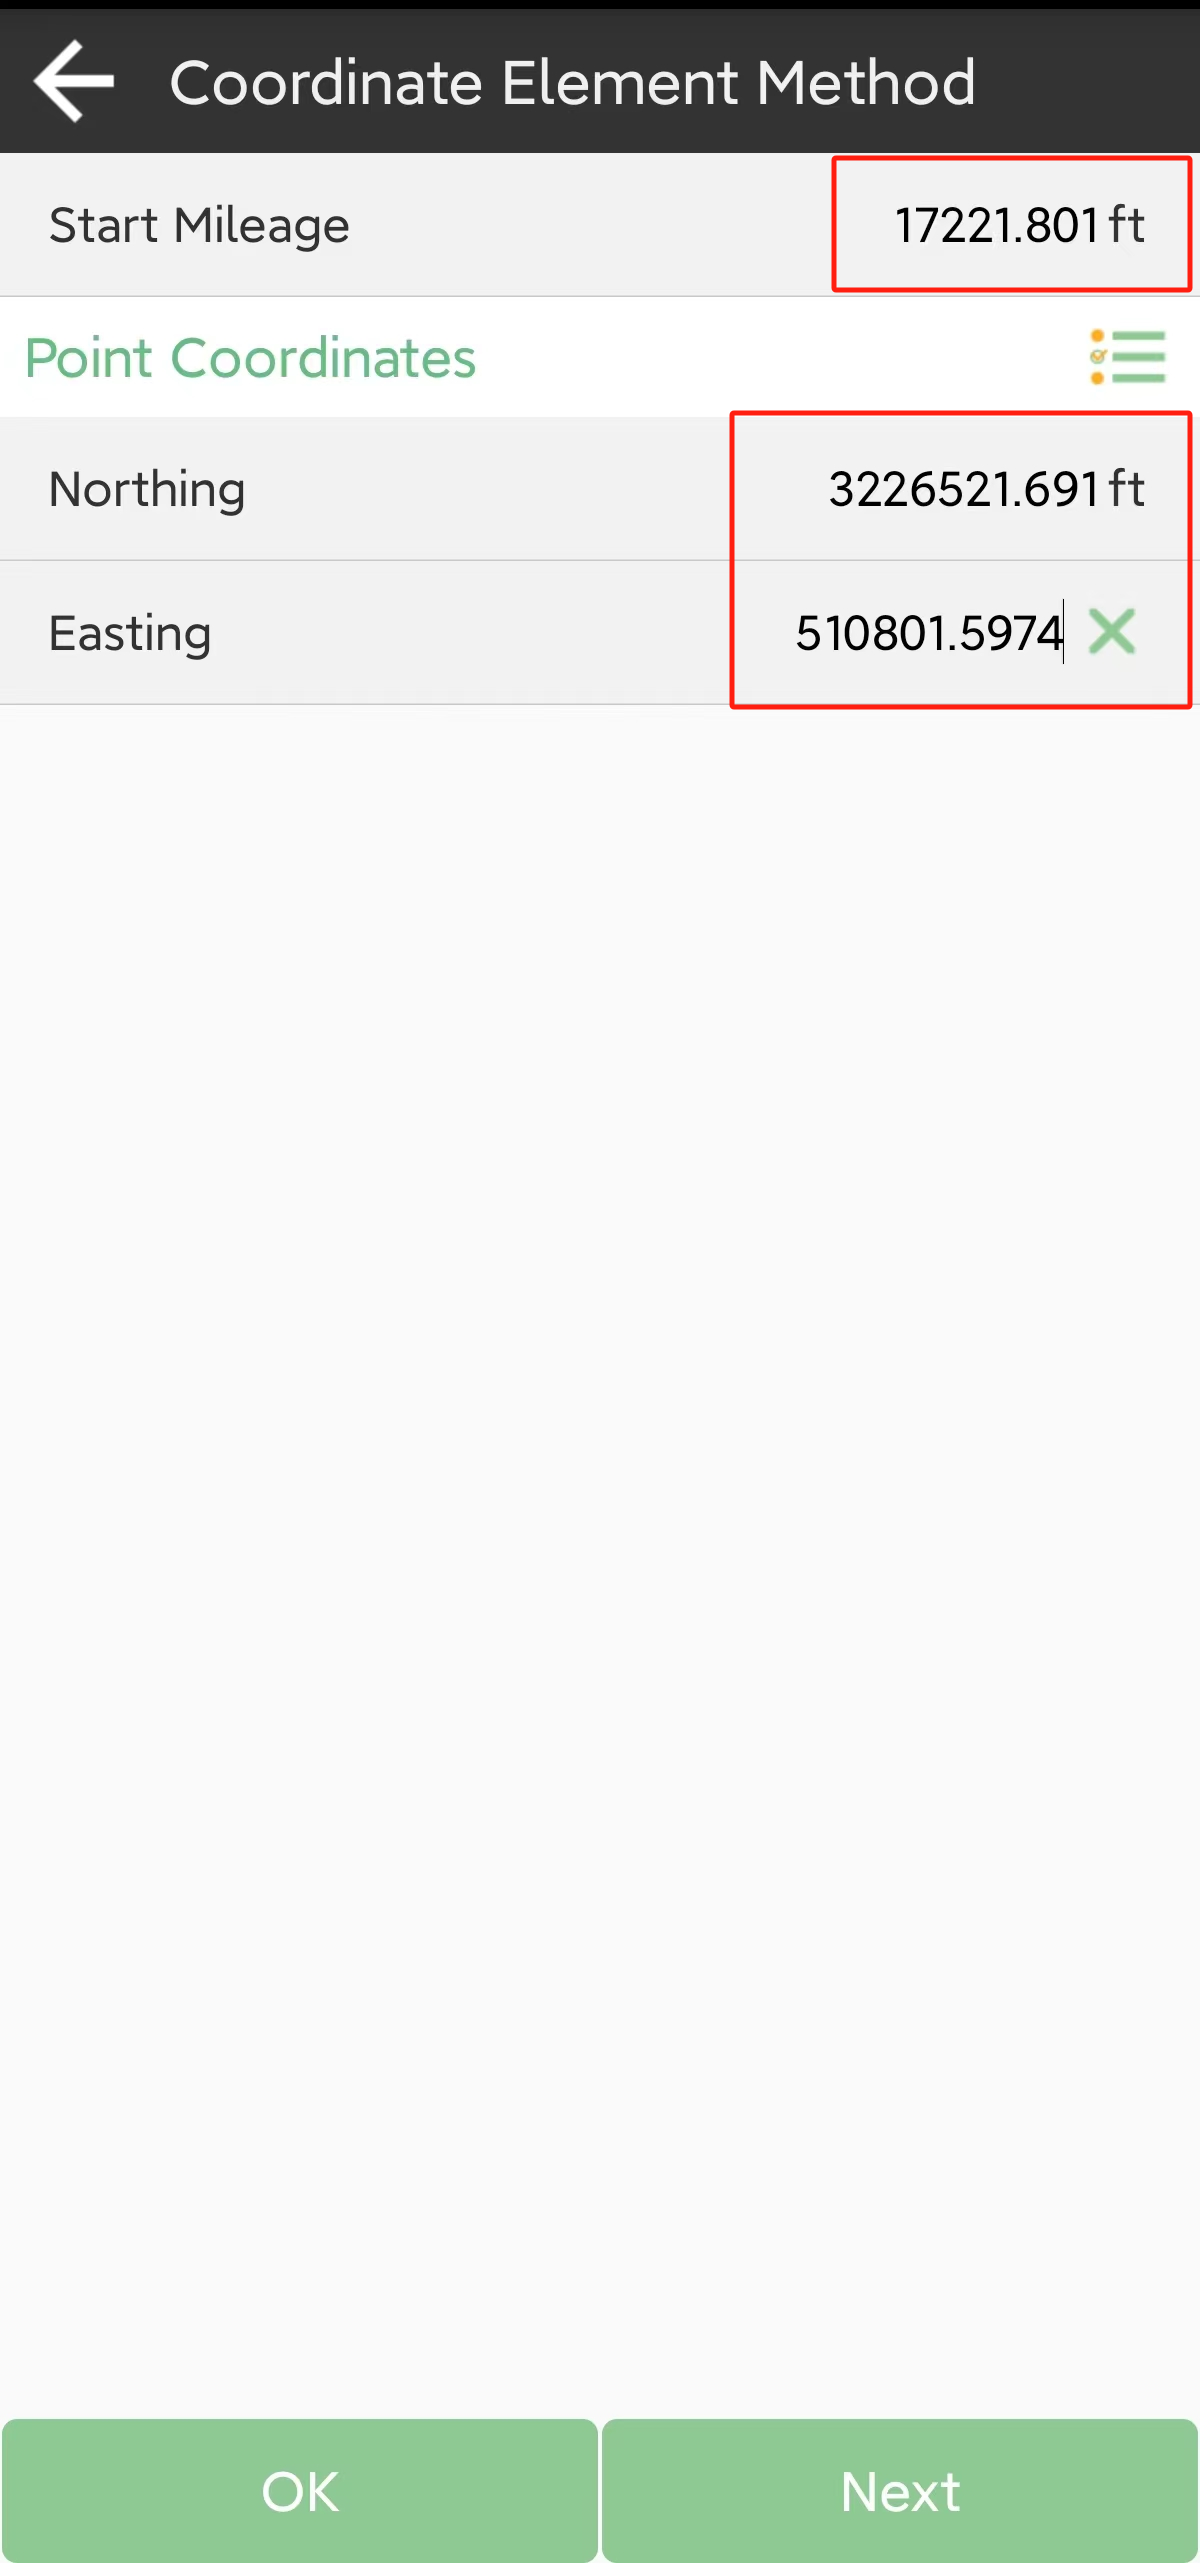 Coordinate Element Method
Start Mileage 17221.801 ft
Point Coordinates
Northing 3226521.691 ft
Easting 510801.5974
OK Next